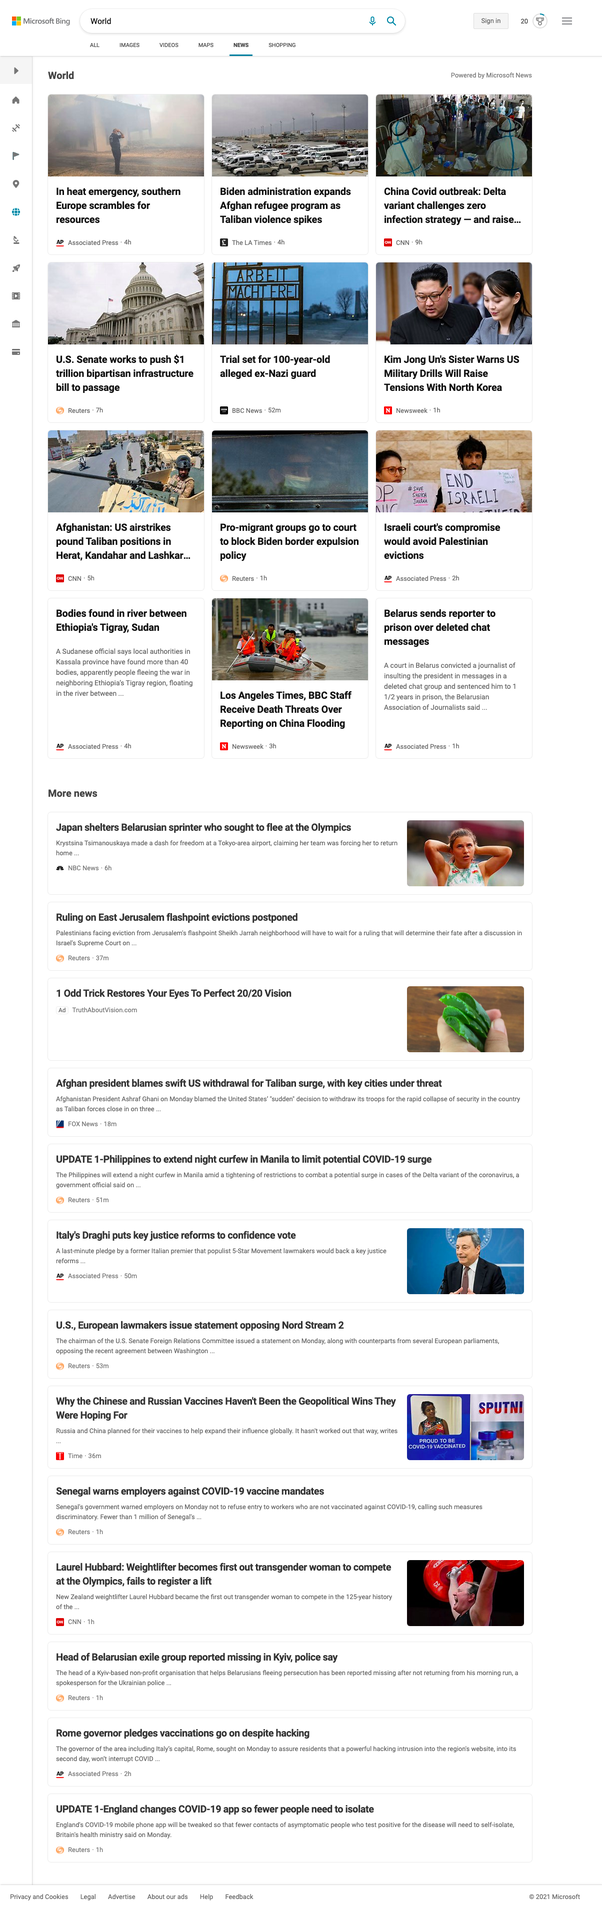 Microsoft Bing
World
Sign in
20
ALL
IMAGES
VIDEOS
MAPS
NEWS
SHOPPING
World
Powered by Microsoft News
In heat emergency, southern
Europe scrambles for
resources
AP Associated Press · 4h
Biden administration expands
Afghan refugee program as
Taliban violence spikes
The LA Times · 4h
China Covid outbreak: Delta
variant challenges zero
infection strategy — and raise...
CNN · 9h
U.S. Senate works to push $1
trillion bipartisan infrastructure
bill to passage
Reuters · 7h
ARBEIT
MACHT FREI
Trial set for 100-year-old
alleged ex-Nazi guard
BBC News · 52m
Kim Jong Un's Sister Warns US
Military Drills Will Raise
Tensions With North Korea
N Newsweek · 1h
Afghanistan: US airstrikes
pound Taliban positions in
Herat, Kandahar and Lashkar...
CNN · 5h
Pro-migrant groups go to court
to block Biden border expulsion
policy
Reuters · 1h
END
ISRAELI
Israeli court's compromise
would avoid Palestinian
evictions
AP Associated Press · 2h
Bodies found in river between
Ethiopia's Tigray, Sudan
A Sudanese official says local authorities in
Kassala province have found more than 40
bodies, apparently people fleeing the war in
neighboring Ethiopia's Tigray region, floating
in the river between ...
AP Associated Press · 4h
Los Angeles Times, BBC Staff
Receive Death Threats Over
Reporting on China Flooding
N Newsweek · 3h
Belarus sends reporter to
prison over deleted chat
messages
A court in Belarus convicted a journalist of
insulting the president in messages in a
deleted chat group and sentenced him to 1
1/2 years in prison, the Belarusian
Association of Journalists said ...
AP Associated Press · 1h
More news
Japan shelters Belarusian sprinter who sought to flee at the Olympics
Krystsina Tsimanouskaya made a dash for freedom at a Tokyo-area airport, claiming her team was forcing her to return
home ...
NBC News · 6h
Ruling on East Jerusalem flashpoint evictions postponed
Palestinians facing eviction from Jerusalem's flashpoint Sheikh Jarrah neighborhood will have to wait for a ruling that will determine their fate after a discussion in
Israel's Supreme Court on ...
Reuters · 37m
1 Odd Trick Restores Your Eyes To Perfect 20/20 Vision
Ad TruthAboutVision.com
Afghan president blames swift US withdrawal for Taliban surge, with key cities under threat
Afghanistan President Ashraf Ghani on Monday blamed the United States' "sudden" decision to withdraw its troops for the rapid collapse of security in the country
as Taliban forces close in on three ...
FOX News · 18m
UPDATE 1-Philippines to extend night curfew in Manila to limit potential COVID-19 surge
The Philippines will extend a night curfew in Manila amid a tightening of restrictions to combat a potential surge in cases of the Delta variant of the coronavirus, a
government official said on ...
Reuters · 51m
Italy's Draghi puts key justice reforms to confidence vote
A last-minute pledge by a former Italian premier that populist 5-Star Movement lawmakers would back a key justice
reforms ...
AP Associated Press · 50m
U.S., European lawmakers issue statement opposing Nord Stream 2
The chairman of the U.S. Senate Foreign Relations Committee issued a statement on Monday, along with counterparts from several European parliaments,
opposing the recent agreement between Washington ...
Reuters · 53m
Why the Chinese and Russian Vaccines Haven't Been the Geopolitical Wins They
Were Hoping For
Russia and China planned for their vaccines to help expand their influence globally. It hasn't worked out that way, writes
...
Time · 36m
SPUTNI
PROUD TO BE
COVID-19 VACCINATED
Senegal warns employers against COVID-19 vaccine mandates
Senegal's government warned employers on Monday not to refuse entry to workers who are not vaccinated against COVID-19, calling such measures
discriminatory. Fewer than 1 million of Senegal's ...
Reuters · 1h
Laurel Hubbard: Weightlifter becomes first out transgender woman to compete
at the Olympics, fails to register a lift
New Zealand weightlifter Laurel Hubbard became the first out transgender woman to compete in the 125-year history
of the ...
CNN · 1h
Head of Belarusian exile group reported missing in Kyiv, police say
The head of a Kyiv-based non-profit organisation that helps Belarusians fleeing persecution has been reported missing after not returning from his morning run, a
spokesperson for the Ukrainian police ...
Reuters · 1h
Rome governor pledges vaccinations go on despite hacking
The governor of the area including Italy's capital, Rome, sought on Monday to assure residents that a powerful hacking intrusion into the region's website, into its
second day, won't interrupt COVID ...
AP Associated Press · 2h
UPDATE 1-England changes COVID-19 app so fewer people need to isolate
England's COVID-19 mobile phone app will be tweaked so that fewer contacts of asymptomatic people who test positive for the disease will need to self-isolate,
Britain's health ministry said on Monday.
Reuters · 1h
Privacy and Cookies
Legal
Advertise
About our ads
Help
Feedback
© 2021 Microsoft